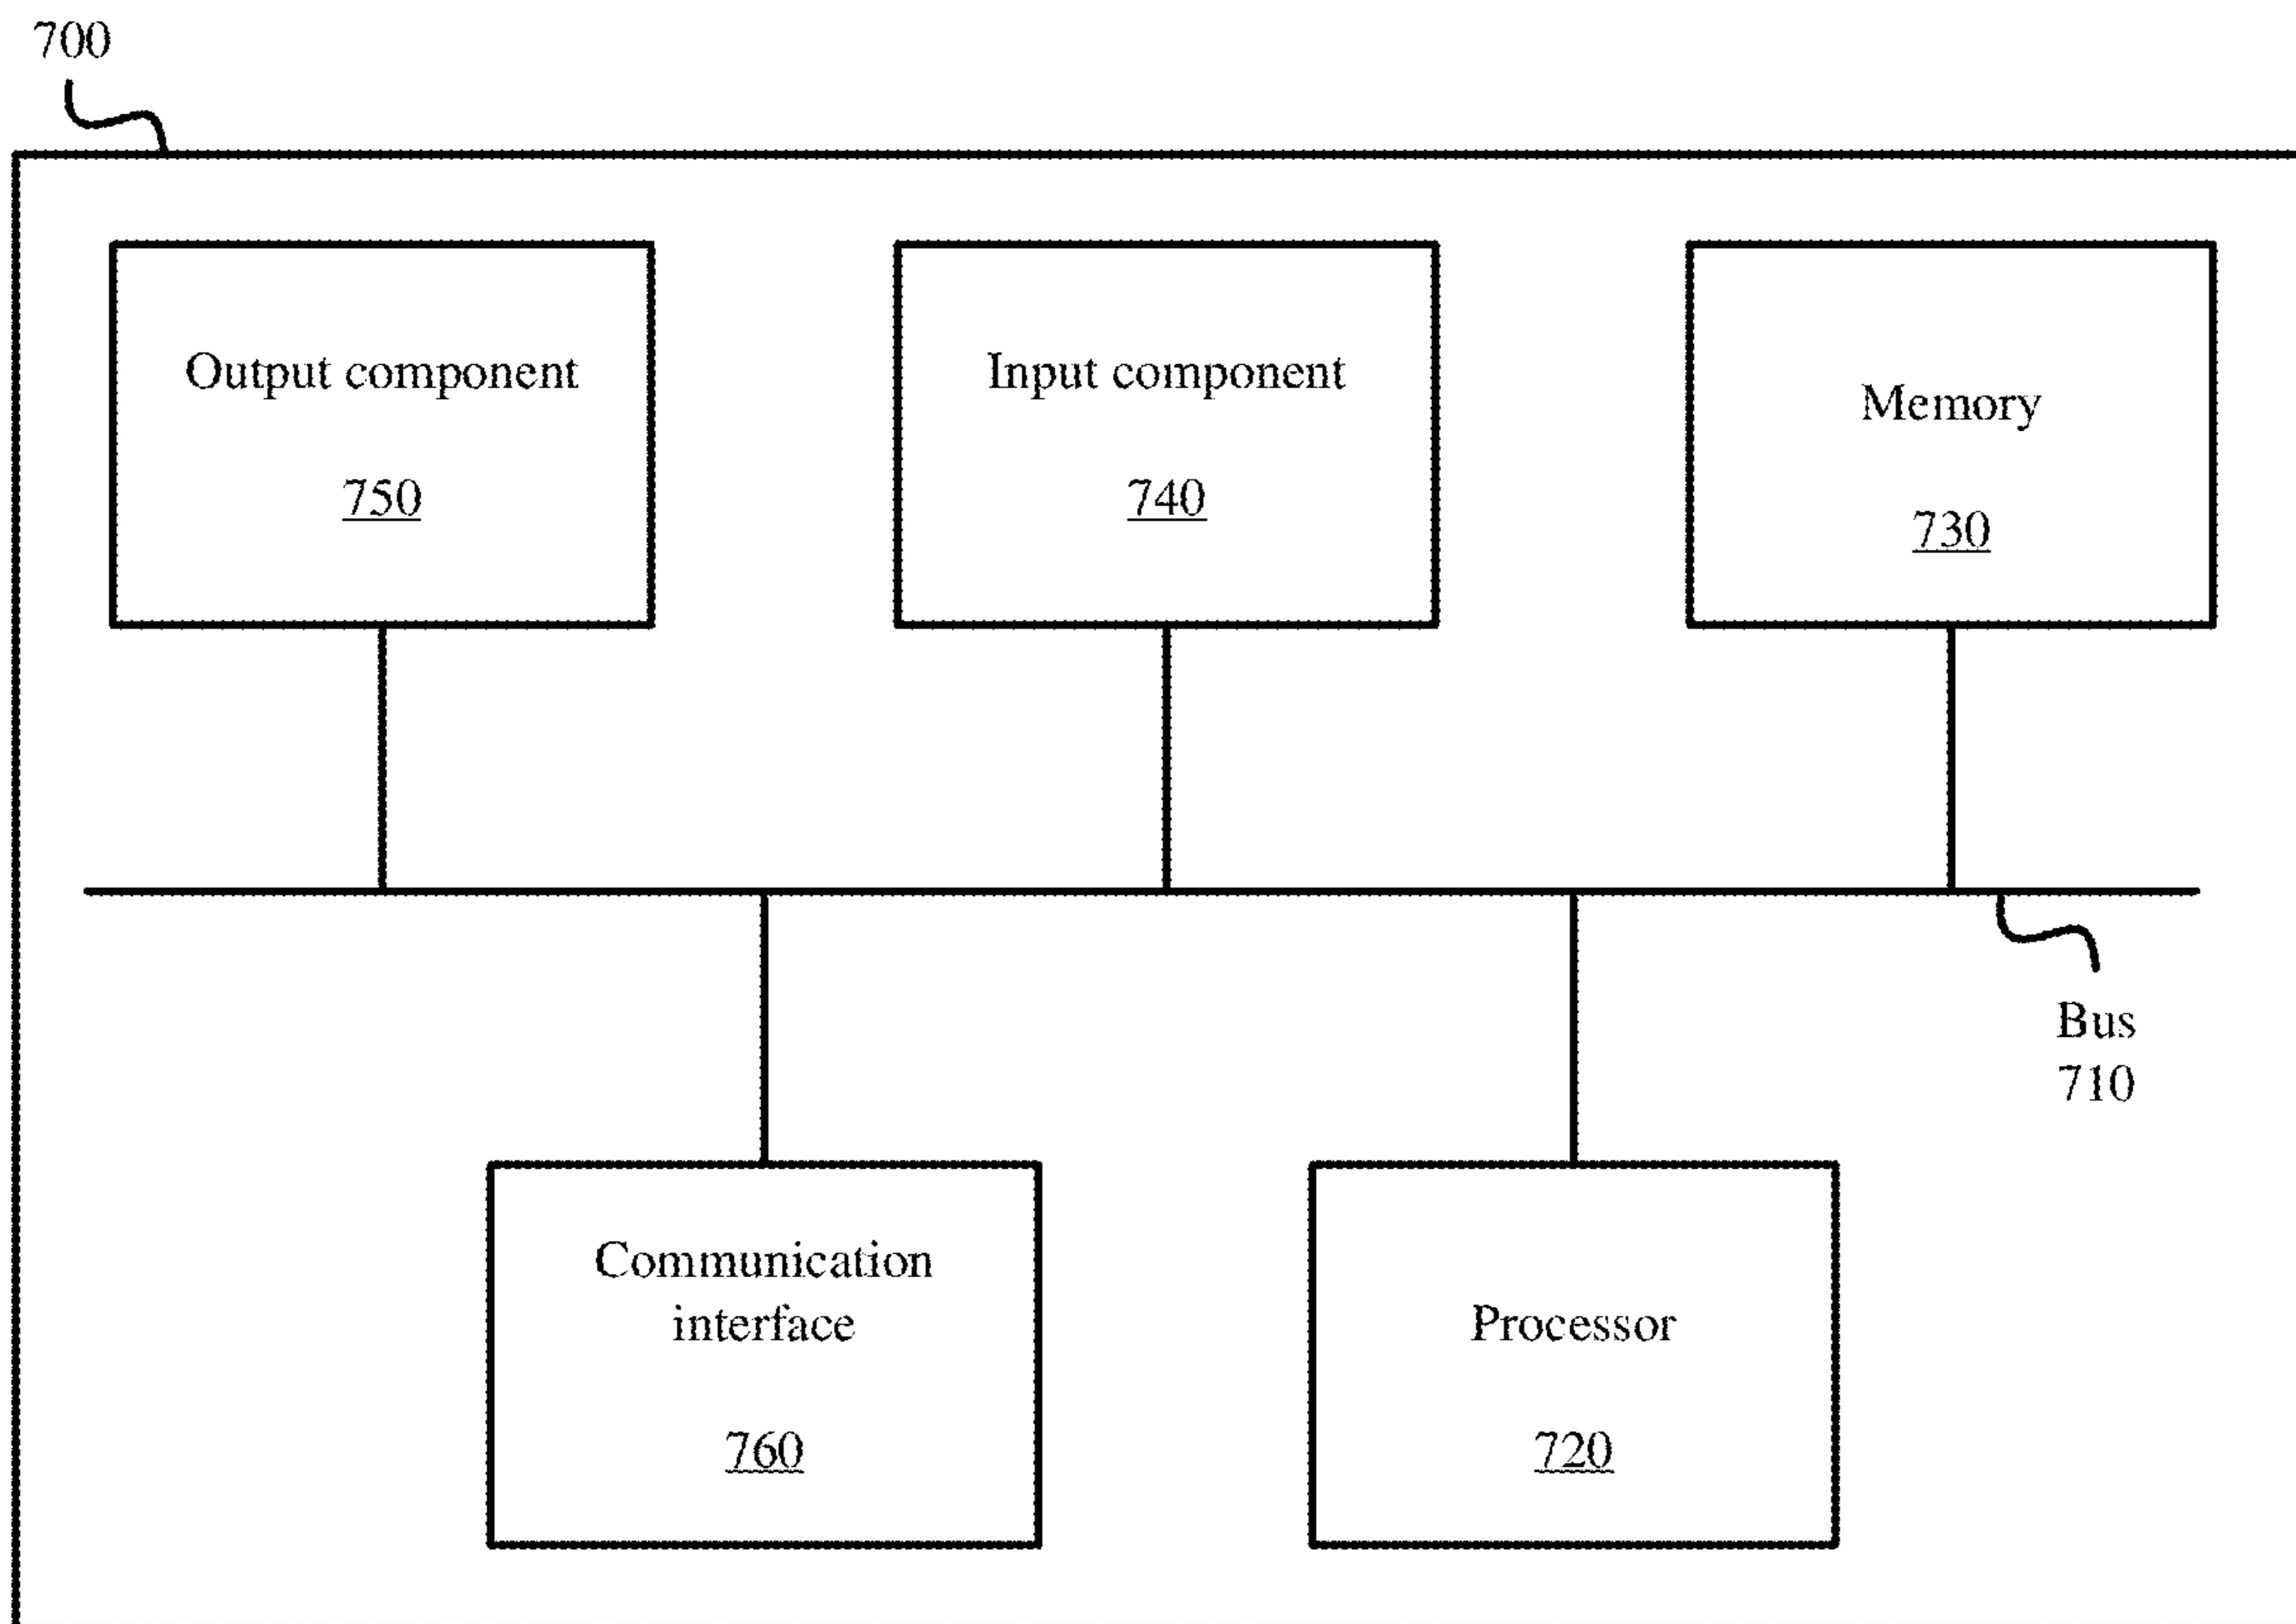 700
Output component
750
Input component
740
Memory
730
Bus
710
Communication
interface
760
Processor
720